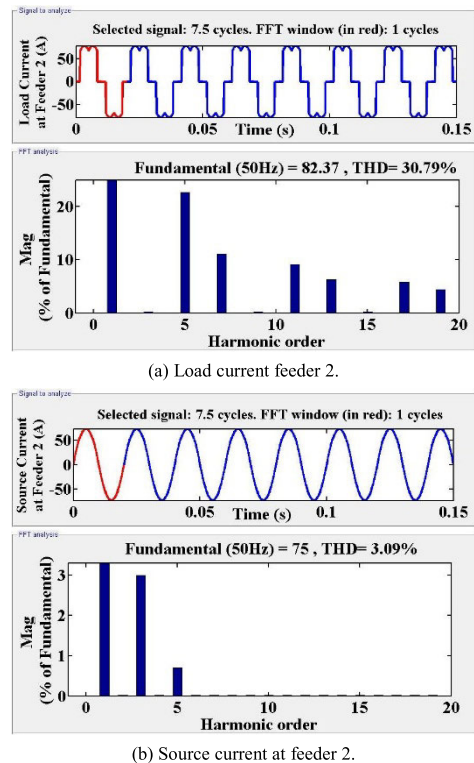 Signal to analyze
Selected signal: 7.5 cycles. FFT window (in red): 1 cycles
Load Current
at Feeder 2 (A)
50
0
-50
0
0.05
0.1
0.15
Time (s)
FFT analysis
Fundamental (50Hz) = 82.37 , THD= 30.79%
Mag
(% of Fundamental)
20
10
0
0
5
10
15
20
Harmonic order
(a) Load current feeder 2.
Signal to analyze
Selected signal: 7.5 cycles. FFT window (in red): 1 cycles
Source Current
at Feeder 2 (A)
50
0
-50
0
0.05
0.1
0.15
Time (s)
FFT analysis
Fundamental (50Hz) = 75 , THD= 3.09%
Mag
(% of Fundamental)
3
2
1
0
0
5
10
15
20
Harmonic order
(b) Source current at feeder 2.